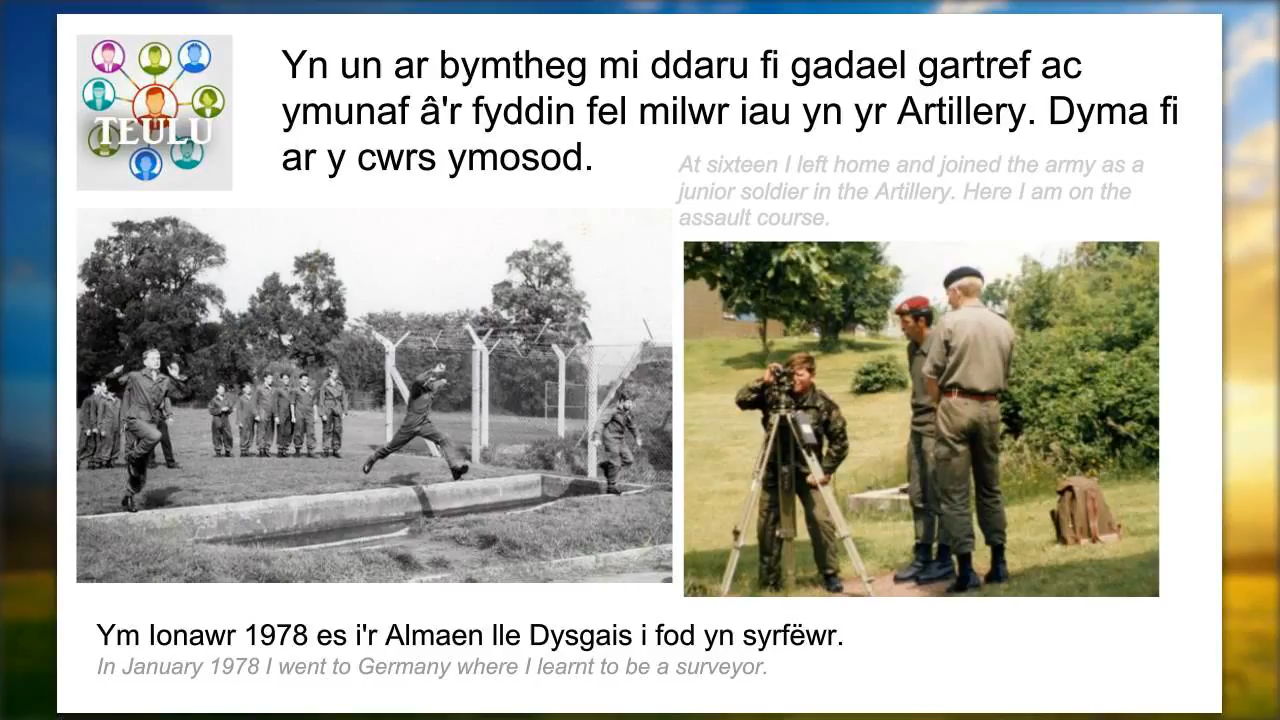 TEULU
Yn un ar bymtheg mi ddaru fi gadael gartref ac
ymunaf â'r fyddin fel milwr iau yn yr Artillery. Dyma fi
ar y cwrs ymosod.
At sixteen I left home and joined the army as a
junior soldier in the Artillery. Here I am on the
assault course.
Ym Ionawr 1978 es i'r Almaen lle Dysgais i fod yn syrfëwr.
In January 1978 I went to Germany where I learnt to be a surveyor.